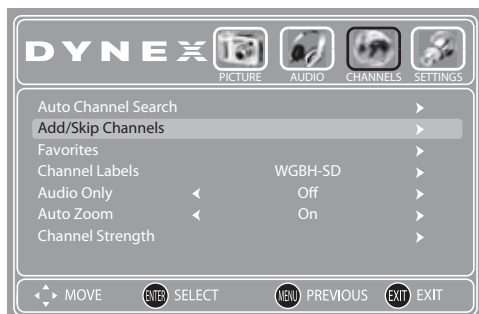 DYNEX
PICTURE AUDIO CHANNELS SETTINGS
Auto Channel Search
Add/Skip Channels
Favorites
Channel Labels WGBH-SD
Audio Only Off
Auto Zoom On
Channel Strength
MOVE ENTER SELECT MENU PREVIOUS EXIT EXIT